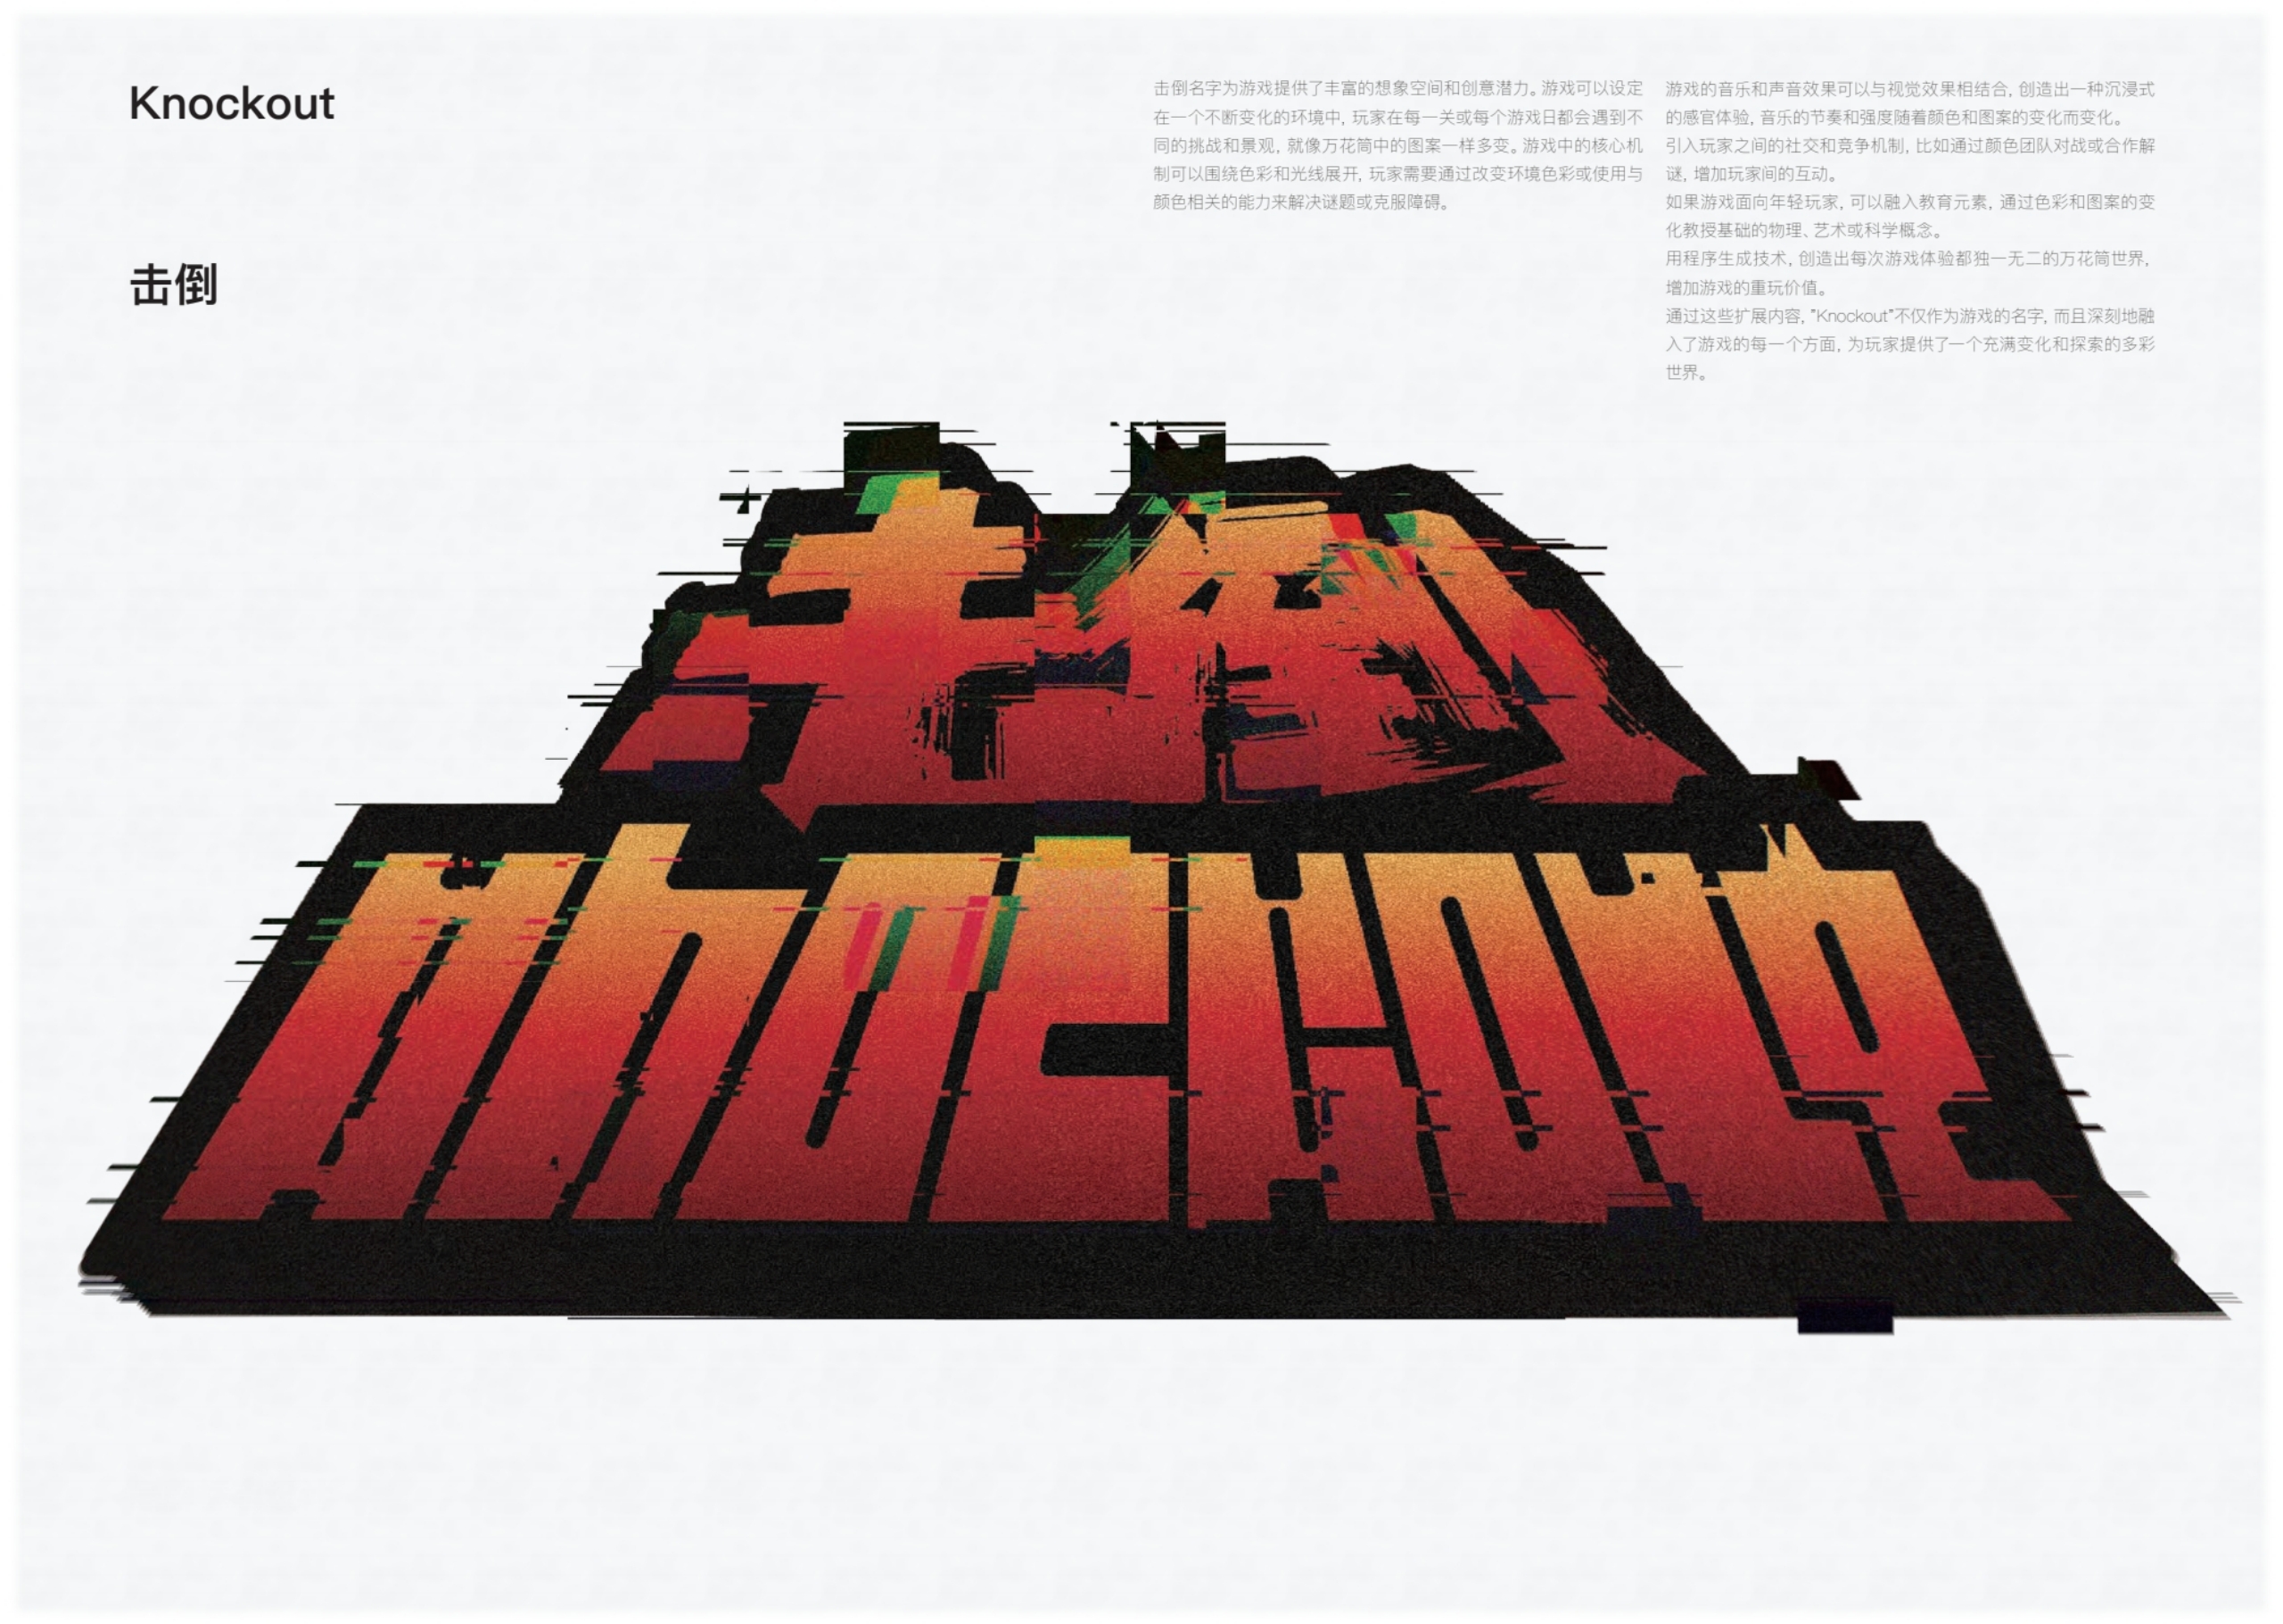 Knockout
击倒
击倒名字为游戏提供了丰富的想象空间和创意潜力。游戏可以设定
在一个不断变化的环境中, 玩家在每一关或每个游戏日都会遇到不
同的挑战和景观, 就像万花筒中的图案一样多变。游戏中的核心机
制可以围绕色彩和光线展开, 玩家需要通过改变环境色彩或使用与
颜色相关的能力来解决谜题或克服障碍。
游戏的音乐和声音效果可以与视觉效果相结合, 创造出一种沉浸式
的感官体验, 音乐的节奏和强度随着颜色和图案的变化而变化。
引入玩家之间的社交和竞争机制, 比如通过颜色团队对战或合作解
谜, 增加玩家间的互动。
如果游戏面向年轻玩家, 可以融入教育元素, 通过色彩和图案的变
化教授基础的物理、艺术或科学概念。
用程序生成技术, 创造出每次游戏体验都独一无二的万花筒世界,
增加游戏的重玩价值。
通过这些扩展内容, ”Knockout”不仅作为游戏的名字, 而且深刻地融
入了游戏的每一个方面, 为玩家提供了一个充满变化和探索的多彩
世界。
击倒
Knockout